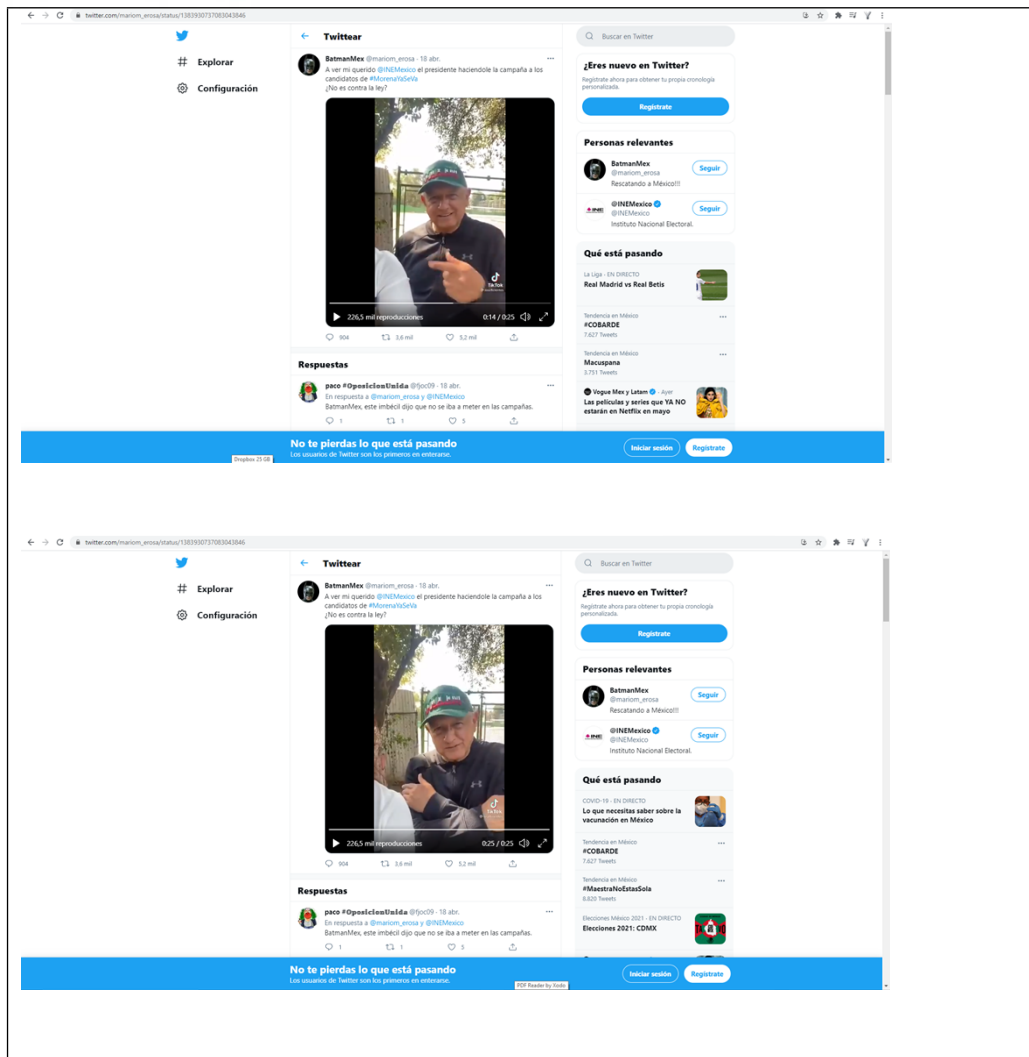 twitter.com/mariom_erosa/status/1383930737083043846
Explorar
Configuración
Twittear
BatmanMex @mariom_erosa · 18 abr.
A ver mi querido @INEMexico el presidente haciendole la campaña a los
candidatos de #MorenaYaSeVa
¿No es contra la ley?
TikTok
226,5 mil reproducciones
0:14 / 0:25
904 3,6 mil 5,2 mil
Respuestas
paco #OposicionUnida @fjoc09 · 18 abr.
En respuesta a @mariom_erosa y @INEMexico
BatmanMex, este imbécil dijo que no se iba a meter en las campañas.
1 1 5
Buscar en Twitter
¿Eres nuevo en Twitter?
Regístrate ahora para obtener tu propia cronología
personalizada.
Regístrate
Personas relevantes
BatmanMex
@mariom_erosa
Seguir
Rescatando a México!!!
@INEMexico
@INEMexico
Seguir
INE
Instituto Nacional Electoral.
Qué está pasando
La Liga · EN DIRECTO
Real Madrid vs Real Betis
Tendencia en México
#COBARDE
7.627 Tweets
Tendencia en México
Macuspana
3.751 Tweets
Vogue Mex y Latam · Ayer
Las películas y series que YA NO
estarán en Netflix en mayo
No te pierdas lo que está pasando
Los usuarios de Twitter son los primeros en enterarse.
Iniciar sesión
Regístrate
Dropbox 25 GB
twitter.com/mariom_erosa/status/1383930737083043846
Explorar
Configuración
Twittear
BatmanMex @mariom_erosa · 18 abr.
A ver mi querido @INEMexico el presidente haciendole la campaña a los
candidatos de #MorenaYaSeVa
¿No es contra la ley?
TikTok
226,5 mil reproducciones
0:25 / 0:25
904 3,6 mil 5,2 mil
Respuestas
paco #OposicionUnida @fjoc09 · 18 abr.
En respuesta a @mariom_erosa y @INEMexico
BatmanMex, este imbécil dijo que no se iba a meter en las campañas.
1 1 5
Buscar en Twitter
¿Eres nuevo en Twitter?
Regístrate ahora para obtener tu propia cronología
personalizada.
Regístrate
Personas relevantes
BatmanMex
@mariom_erosa
Seguir
Rescatando a México!!!
@INEMexico
@INEMexico
Seguir
INE
Instituto Nacional Electoral.
Qué está pasando
COVID-19 · EN DIRECTO
Lo que necesitas saber sobre la
vacunación en México
Tendencia en México
#COBARDE
7.627 Tweets
Tendencia en México
#MaestraNoEstasSola
6.820 Tweets
Elecciones México 2021 · EN DIRECTO
Elecciones 2021: CDMX
No te pierdas lo que está pasando
Los usuarios de Twitter son los primeros en enterarse.
Iniciar sesión
Regístrate
PDF Reader by Xodo